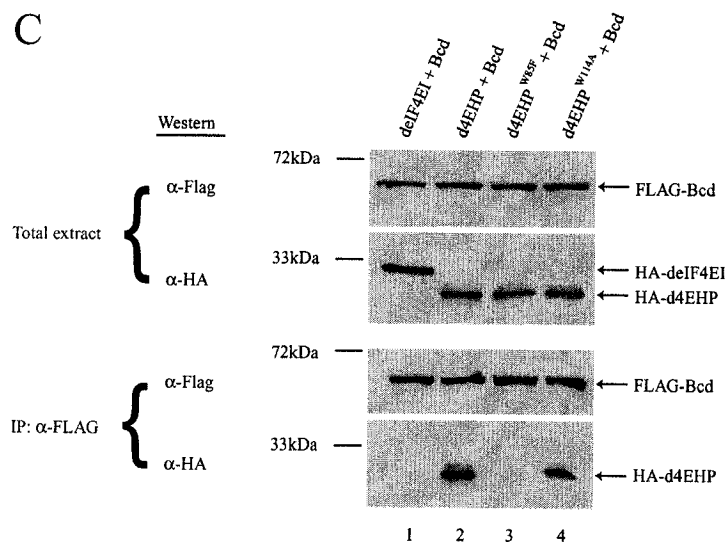 C
deIF4EI + Bcd
d4EHP + Bcd
d4EHP W85F + Bcd
d4EHP W114A + Bcd
Western
72kDa
α-Flag
FLAG-Bcd
Total extract
33kDa
HA-deIF4EI
α-HA
HA-d4EHP
72kDa
α-Flag
FLAG-Bcd
IP: α-FLAG
33kDa
α-HA
HA-d4EHP
1 2 3 4